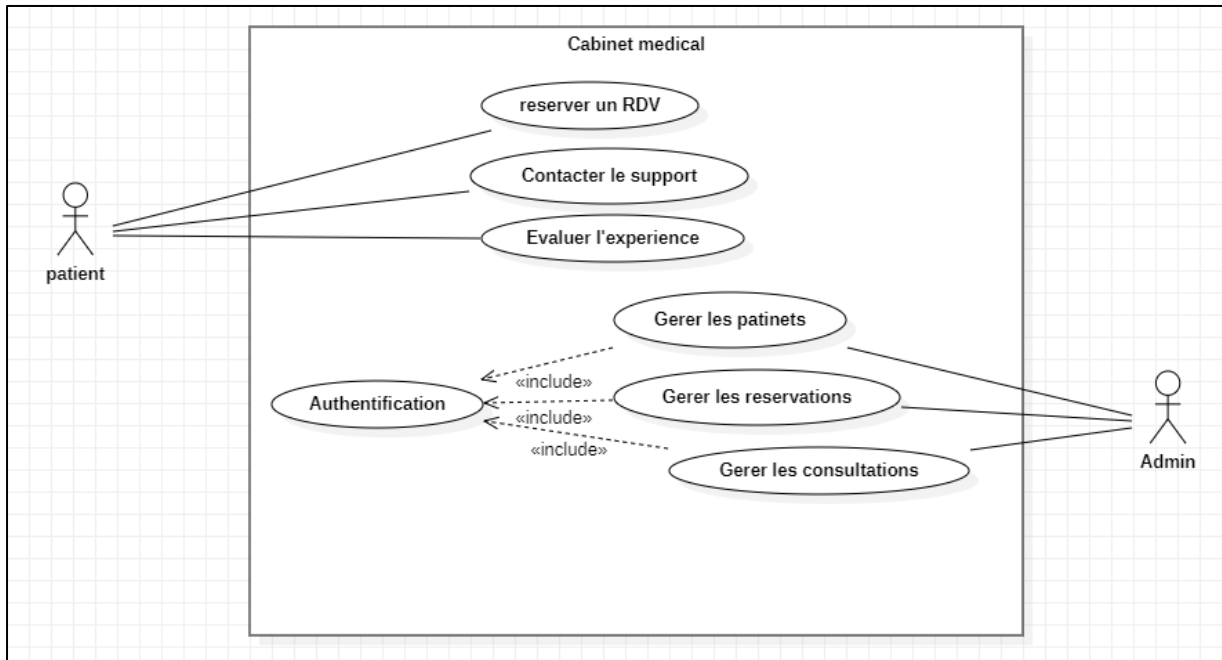 Cabinet medical
reserver un RDV
Contacter le support
Evaluer l'experience
patient
Gerer les patinets
«include»
Authentification
Gerer les reservations
«include»
«include»
Gerer les consultations
Admin